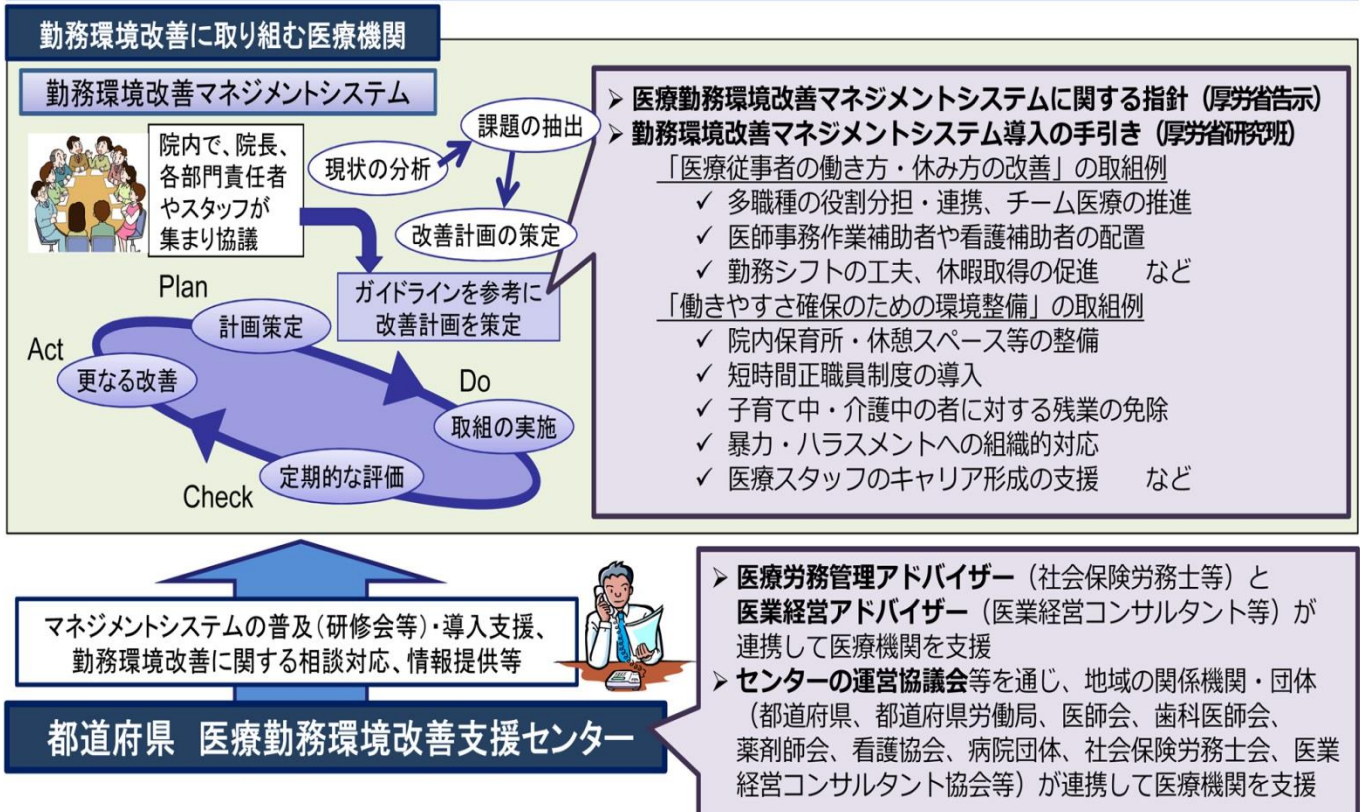 勤務環境改善に取り組む医療機関
勤務環境改善マネジメントシステム
院内で、院長、
各部門責任者
やスタッフが
集まり協議
現状の分析
課題の抽出
改善計画の策定
ガイドラインを参考に
改善計画を策定
Plan
計画策定
Do
取組の実施
Check
定期的な評価
Act
更なる改善
➢ 医療勤務環境改善マネジメントシステムに関する指針（厚労省告示）
➢ 勤務環境改善マネジメントシステム導入の手引き（厚労省研究班）
「医療従事者の働き方・休み方の改善」の取組例
✓ 多職種の役割分担・連携、チーム医療の推進
✓ 医師事務作業補助者や看護補助者の配置
✓ 勤務シフトの工夫、休暇取得の促進　など
「働きやすさ確保のための環境整備」の取組例
✓ 院内保育所・休憩スペース等の整備
✓ 短時間正職員制度の導入
✓ 子育て中・介護中の者に対する残業の免除
✓ 暴力・ハラスメントへの組織的対応
✓ 医療スタッフのキャリア形成の支援　など
マネジメントシステムの普及（研修会等）・導入支援、
勤務環境改善に関する相談対応、情報提供等
都道府県　医療勤務環境改善支援センター
➢ 医療労務管理アドバイザー（社会保険労務士等）と
医業経営アドバイザー（医業経営コンサルタント等）が
連携して医療機関を支援
➢ センターの運営協議会等を通じ、地域の関係機関・団体
（都道府県、都道府県労働局、医師会、歯科医師会、
薬剤師会、看護協会、病院団体、社会保険労務士会、医業
経営コンサルタント協会等）が連携して医療機関を支援